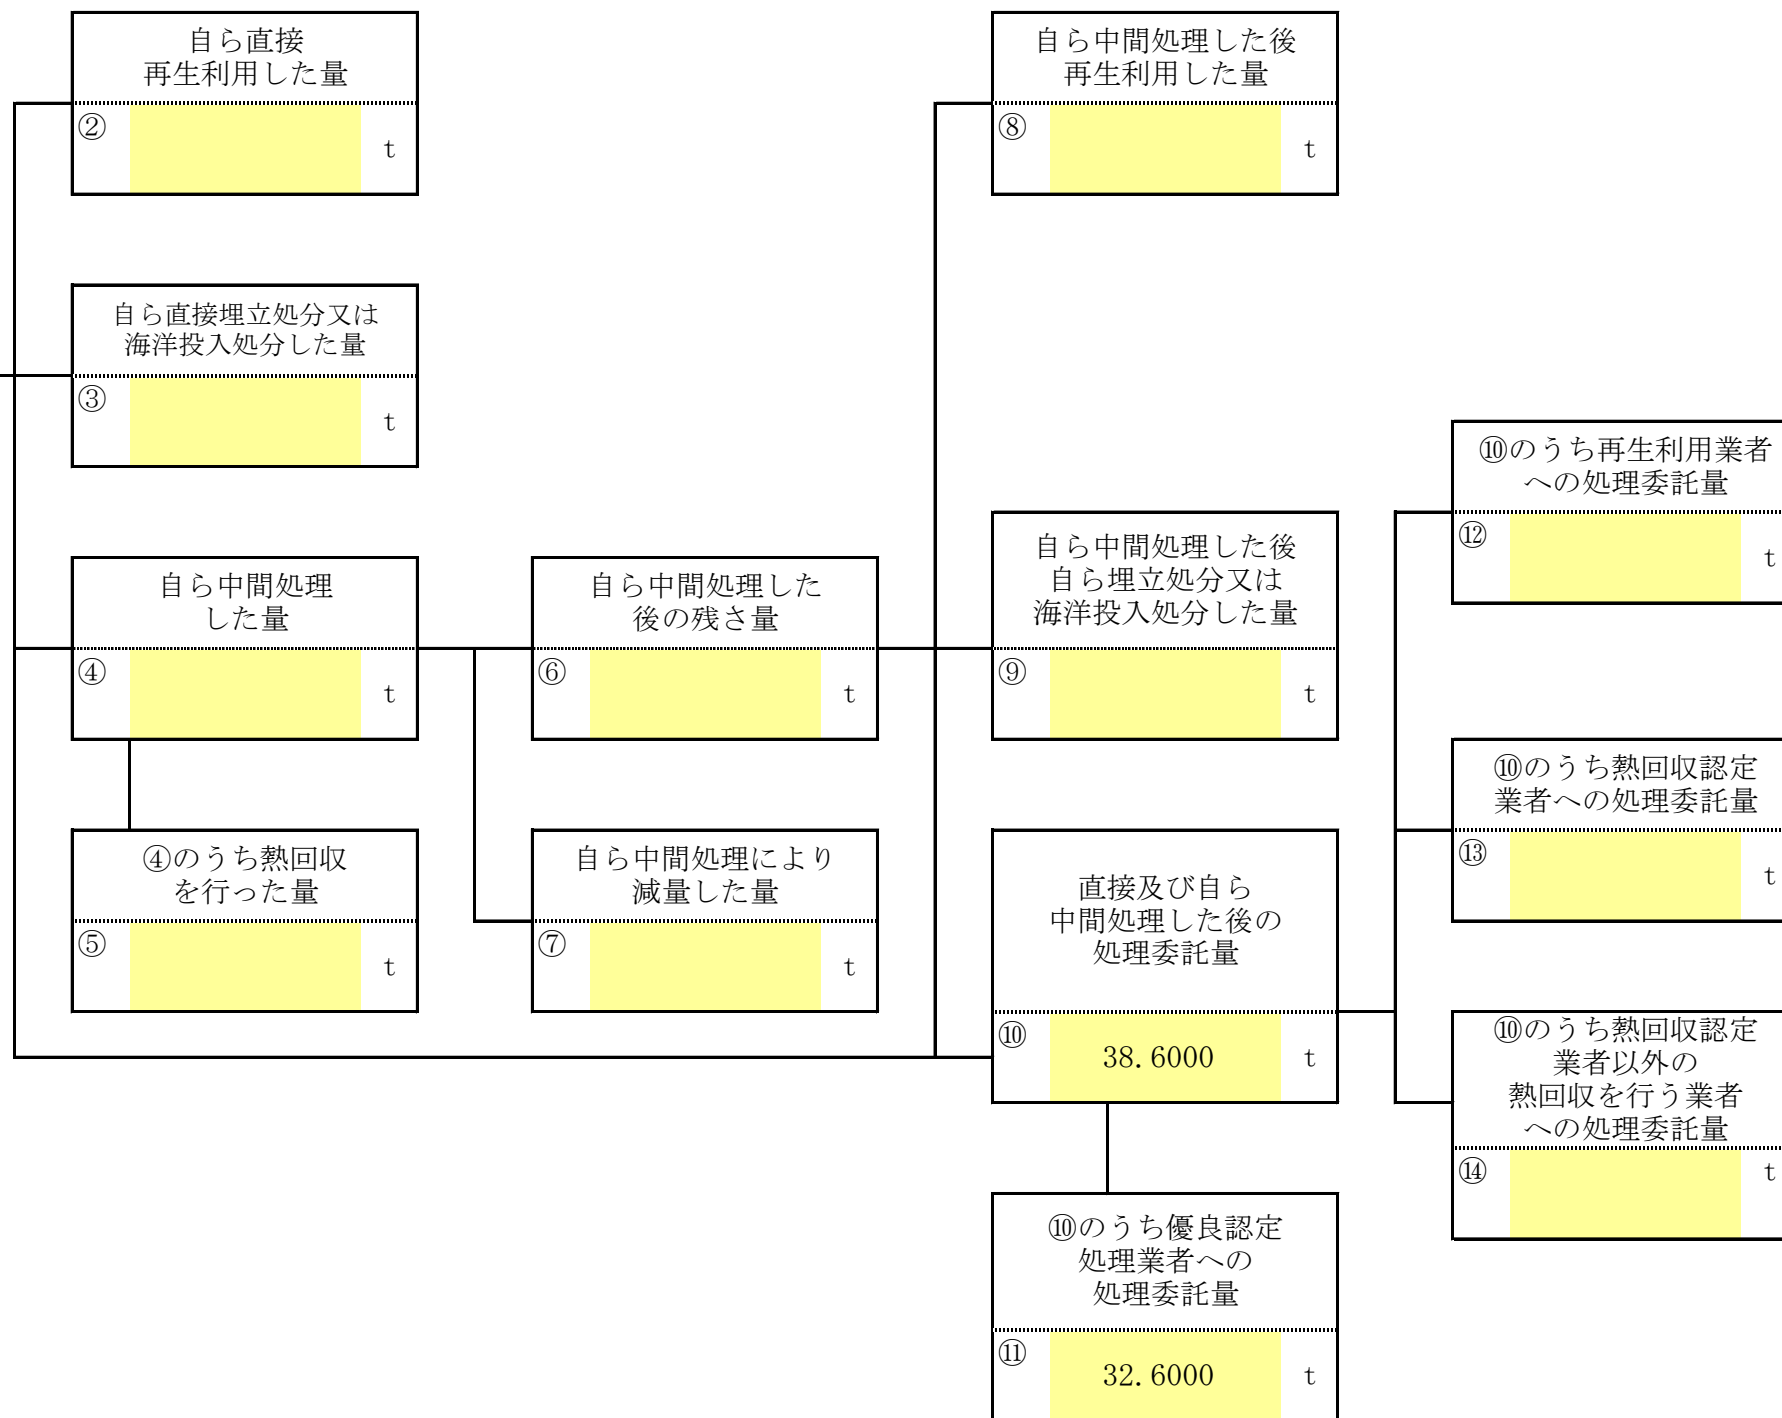 自ら直接
再生利用した量
②
t
自ら中間処理した後
再生利用した量
⑧
t
自ら直接埋立処分又は
海洋投入処分した量
③
t
⑩のうち再生利用業者
への処理委託量
⑫
t
自ら中間処理
した量
④
t
自ら中間処理した
後の残さ量
⑥
t
自ら中間処理した後
自ら埋立処分又は
海洋投入処分した量
⑨
t
⑩のうち熱回収認定
業者への処理委託量
⑬
t
④のうち熱回収
を行った量
⑤
t
自ら中間処理により
減量した量
⑦
t
直接及び自ら
中間処理した後の
処理委託量
⑩ 38.6000 t
⑩のうち熱回収認定
業者以外の
熱回収を行う業者
への処理委託量
⑭
t
⑩のうち優良認定
処理業者への
処理委託量
⑪ 32.6000 t